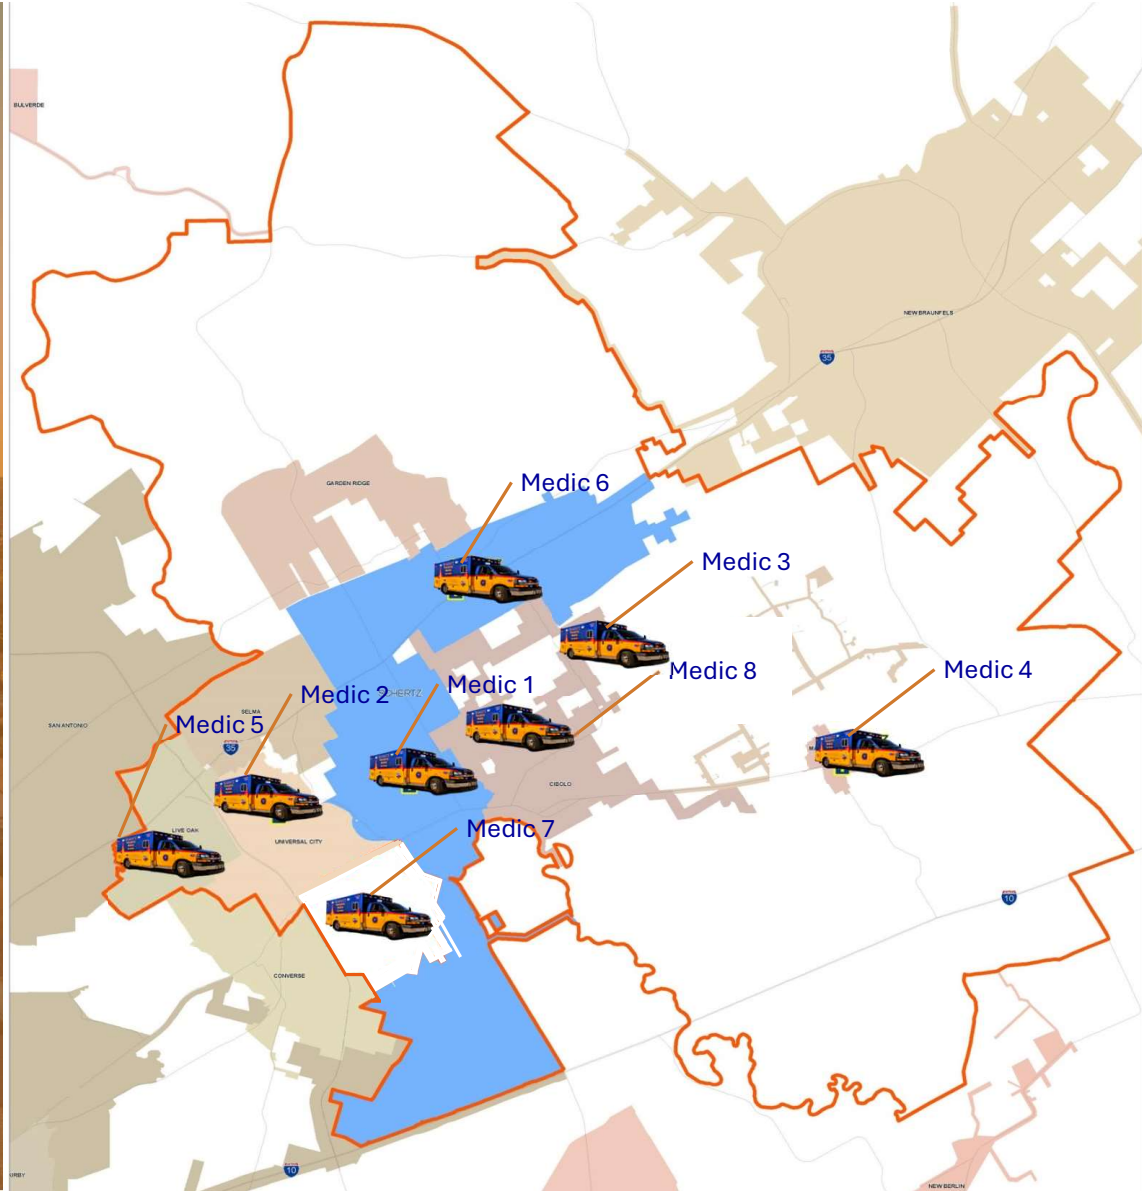 BULVERDE
NEW BRAUNFELS
35
GARDEN RIDGE
Medic 6
Medic 3
Medic 8
Medic 4
Medic 1
Medic 2
SELMA
Medic 5
SAN ANTONIO
35
CIBOLO
LIVE OAK
Medic 7
UNIVERSAL CITY
10
CONVERSE
10
NEW BERLIN